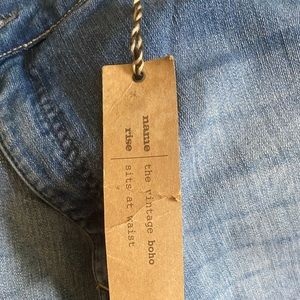 name | the vintage boho
rise | sits at waist